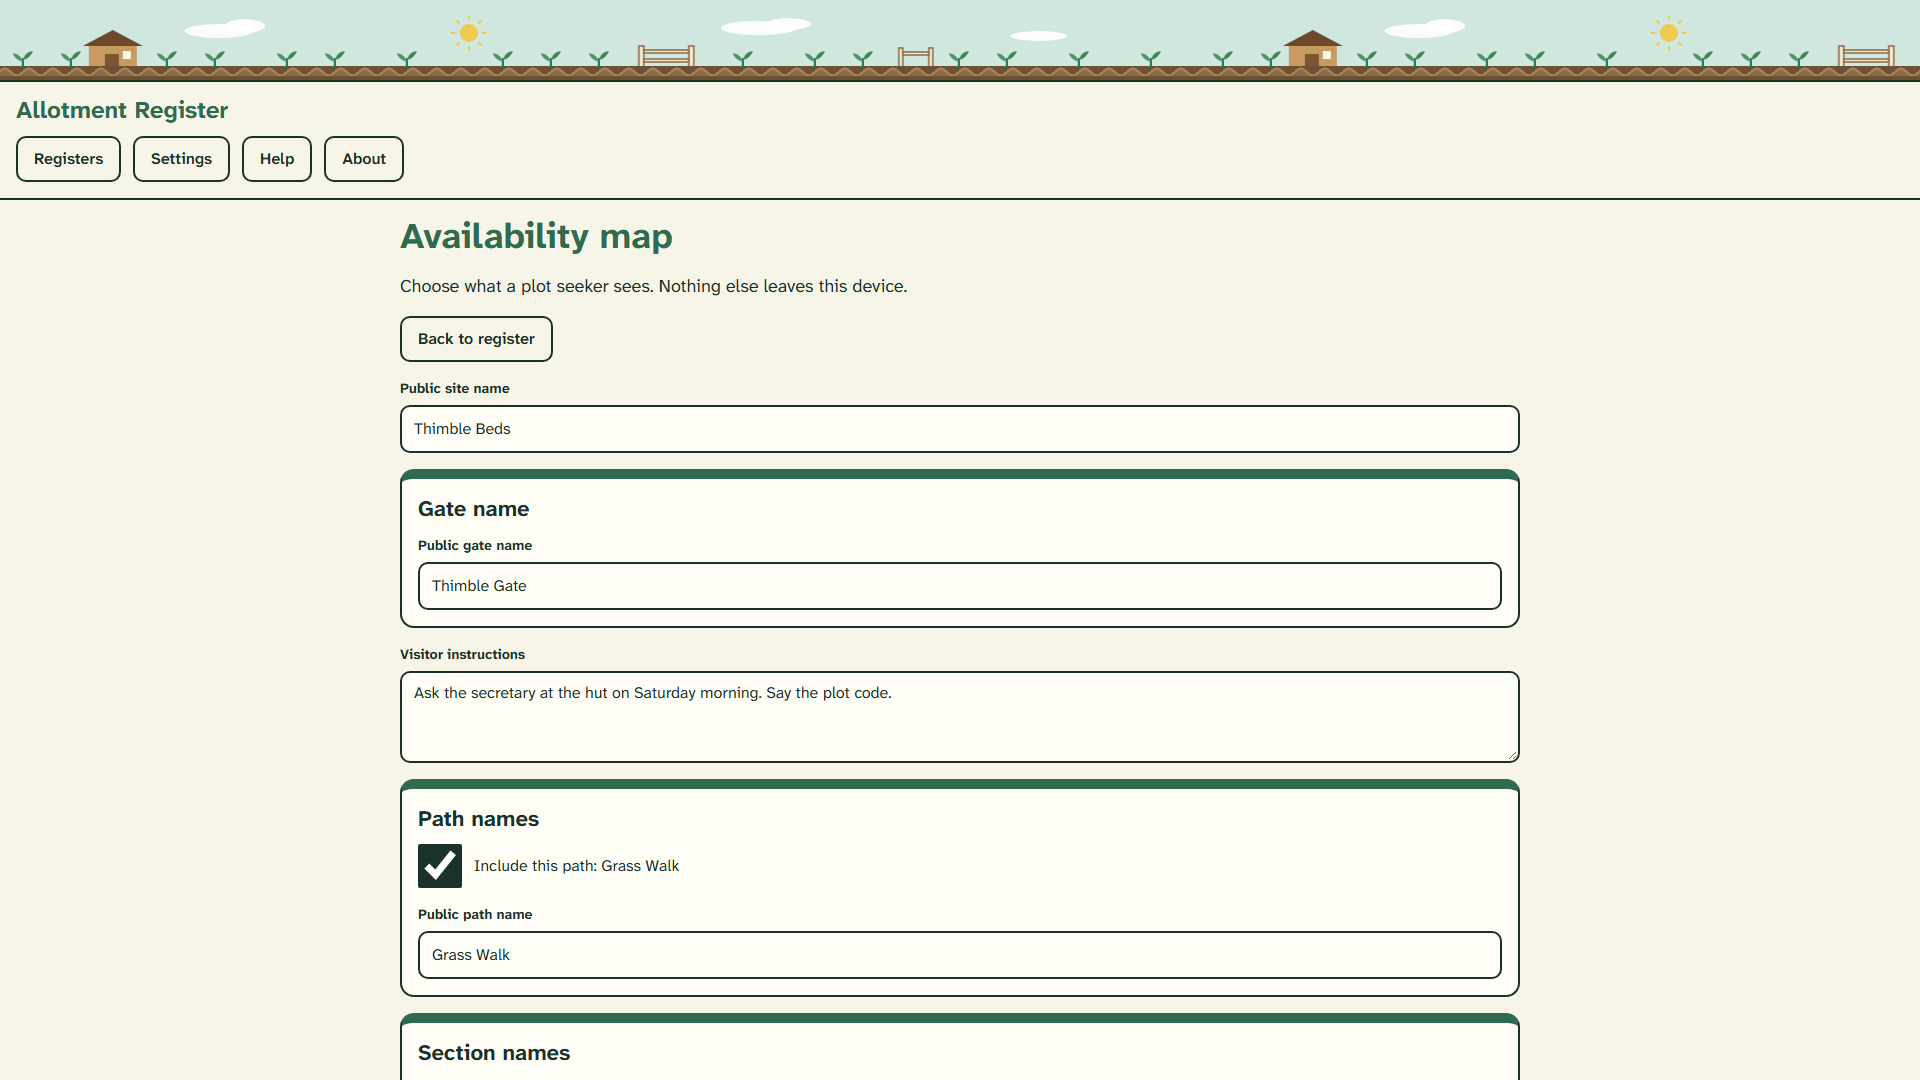 Allotment Register
Registers
Settings
Help
About
Availability map
Choose what a plot seeker sees. Nothing else leaves this device.
Back to register
Public site name
Thimble Beds
Gate name
Public gate name
Thimble Gate
Visitor instructions
Ask the secretary at the hut on Saturday morning. Say the plot code.
Path names
Include this path: Grass Walk
Public path name
Grass Walk
Section names